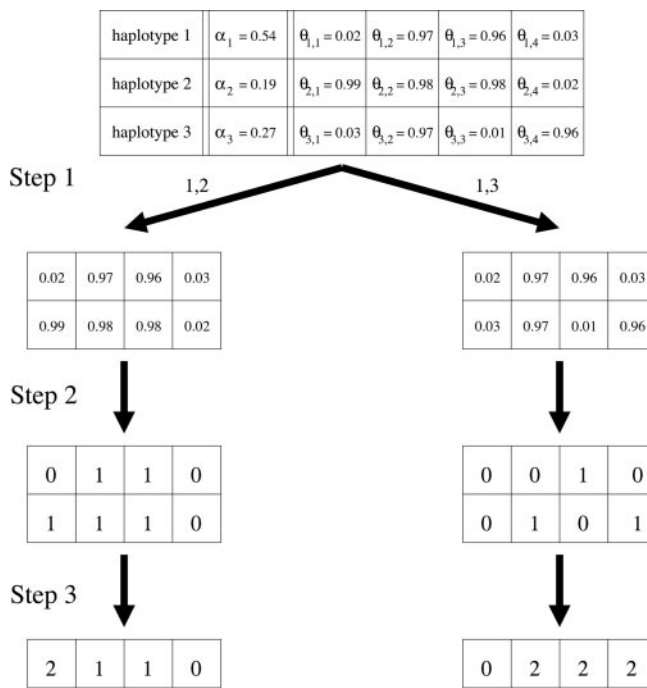 haplotype 1 α1 = 0.54 θ1,1 = 0.02 θ1,2 = 0.97 θ1,3 = 0.96 θ1,4 = 0.03
haplotype 2 α2 = 0.19 θ2,1 = 0.99 θ2,2 = 0.98 θ2,3 = 0.98 θ2,4 = 0.02
haplotype 3 α3 = 0.27 θ3,1 = 0.03 θ3,2 = 0.97 θ3,3 = 0.01 θ3,4 = 0.96
Step 1
1,2 1,3
0.02 0.97 0.96 0.03 0.02 0.97 0.96 0.03
0.99 0.98 0.98 0.02 0.03 0.97 0.01 0.96
Step 2
0 1 1 0 0 0 1 0
1 1 1 0 0 1 0 1
Step 3
2 1 1 0 0 2 2 2